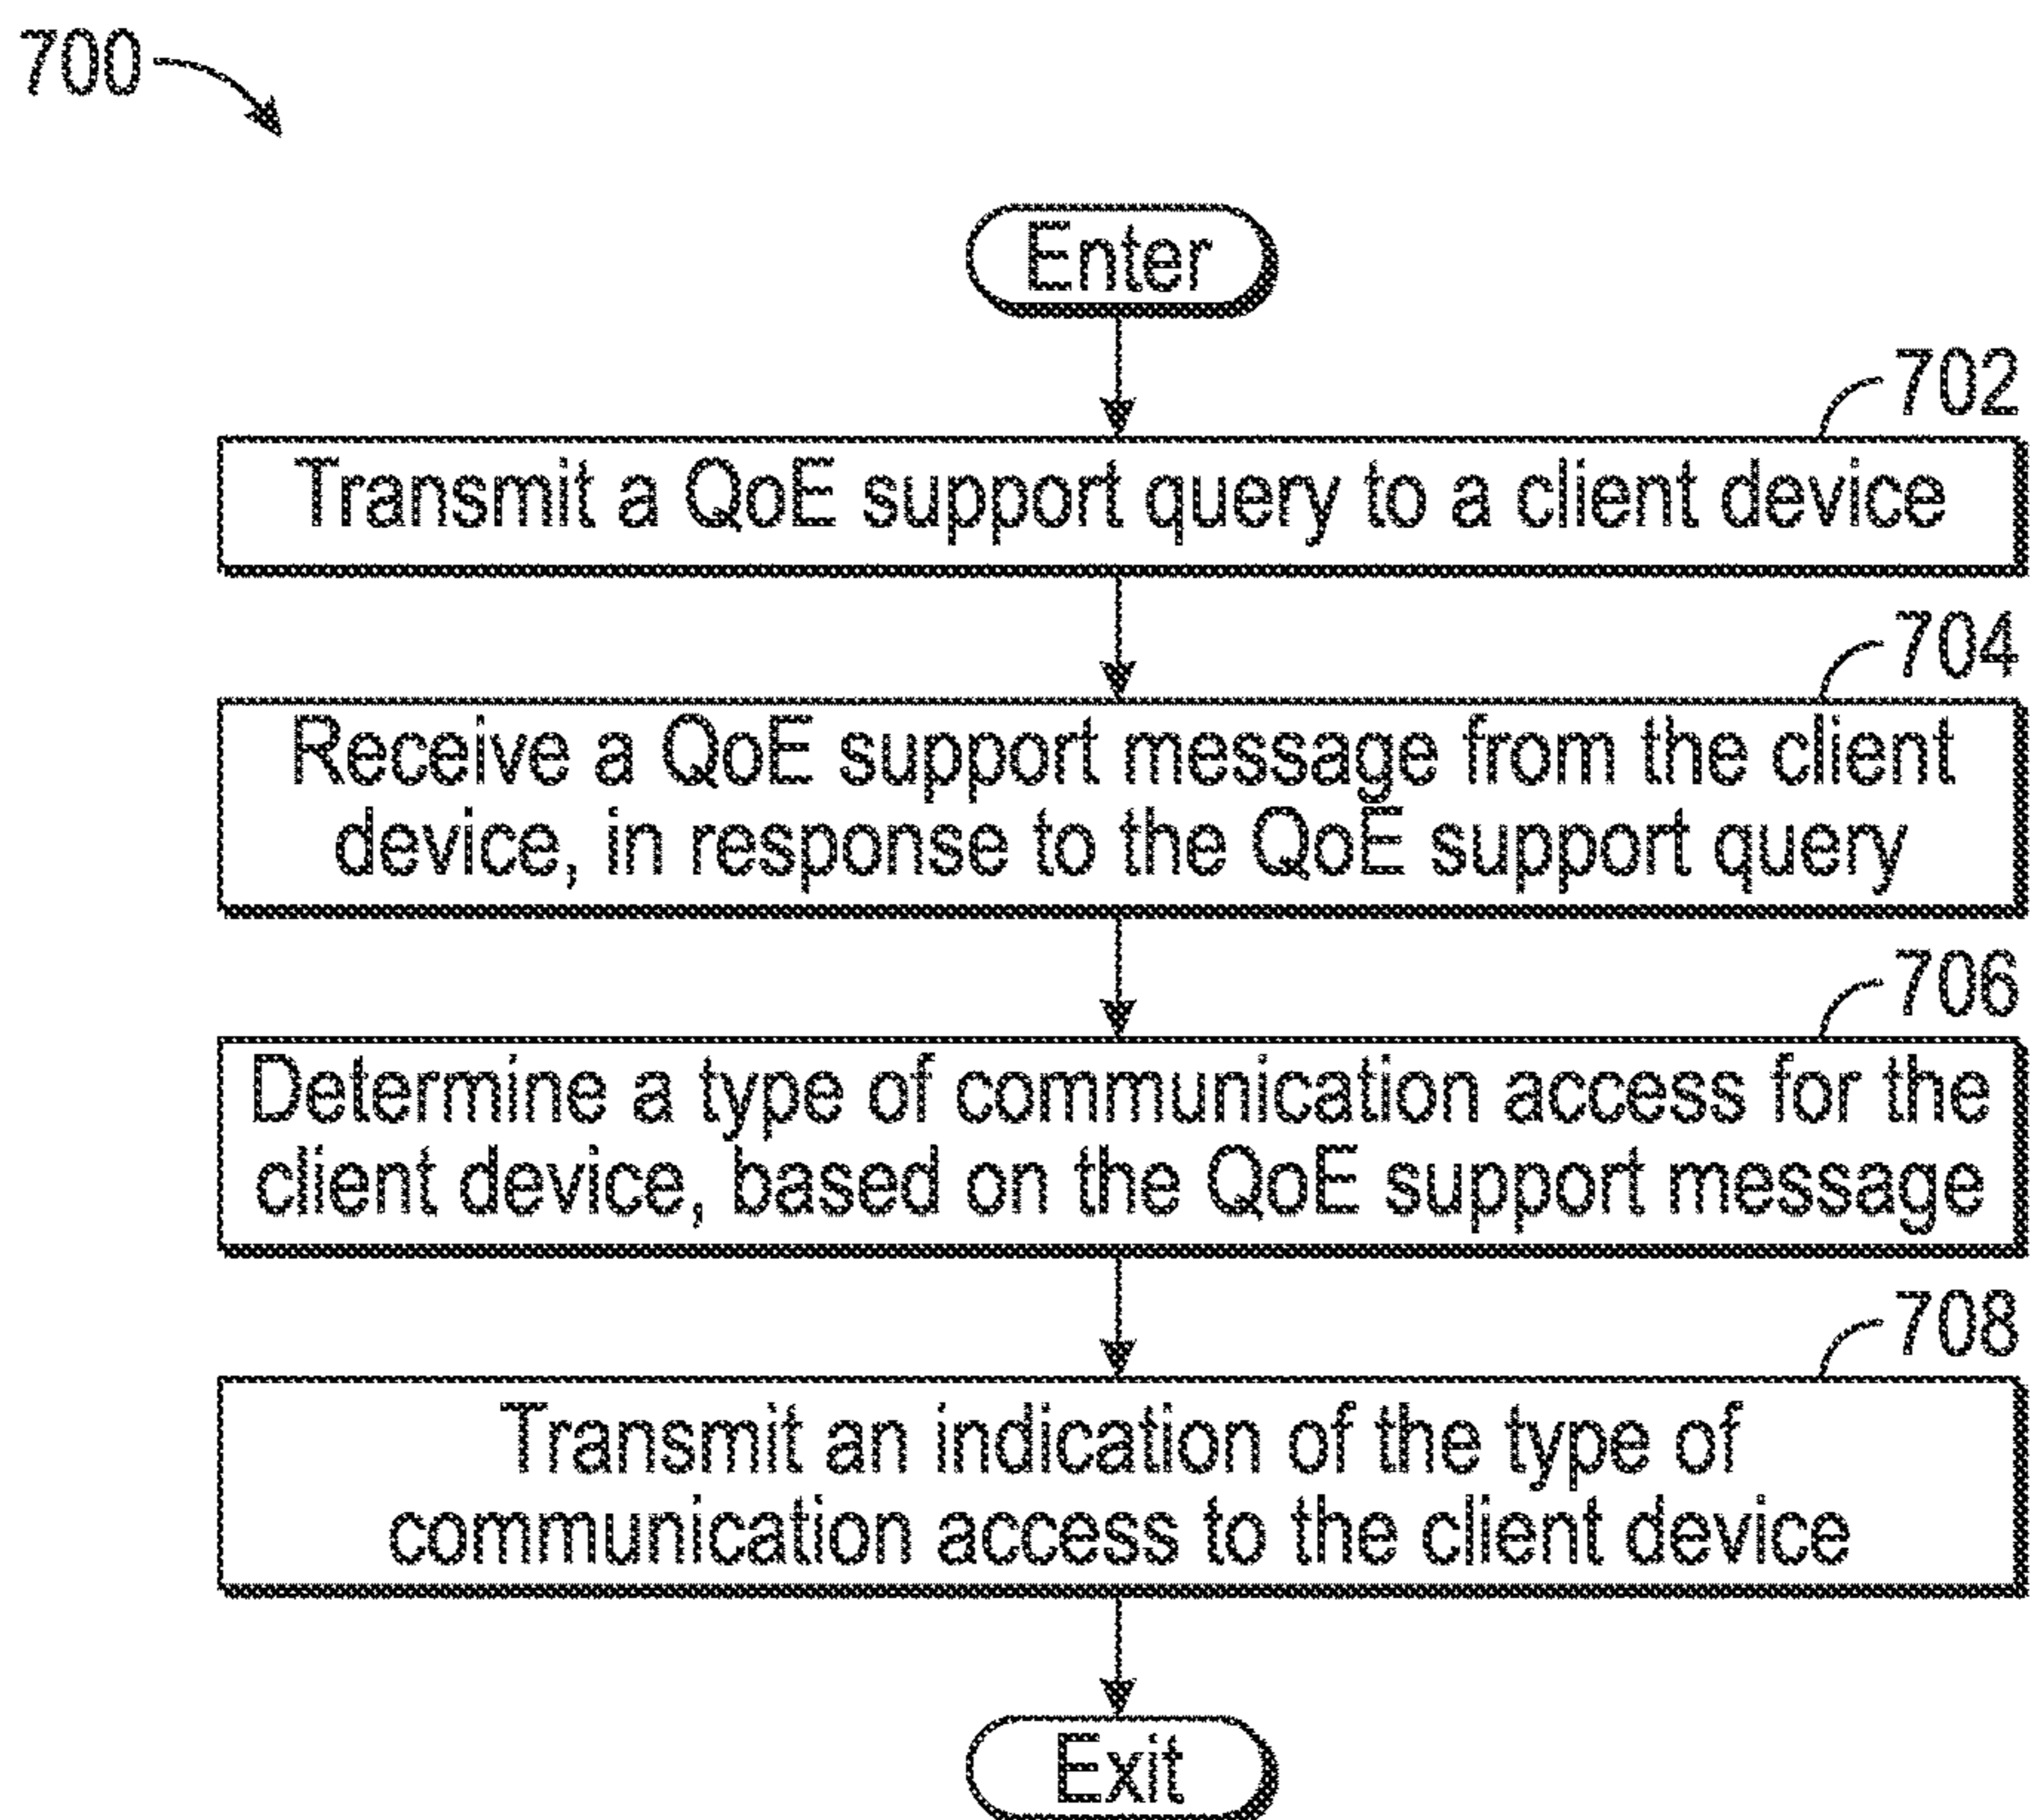 700
Enter
702
Transmit a QoE support query to a client device
704
Receive a QoE support message from the client
device, in response to the QoE support query
706
Determine a type of communication access for the
client device, based on the QoE support message
708
Transmit an indication of the type of
communication access to the client device
Exit